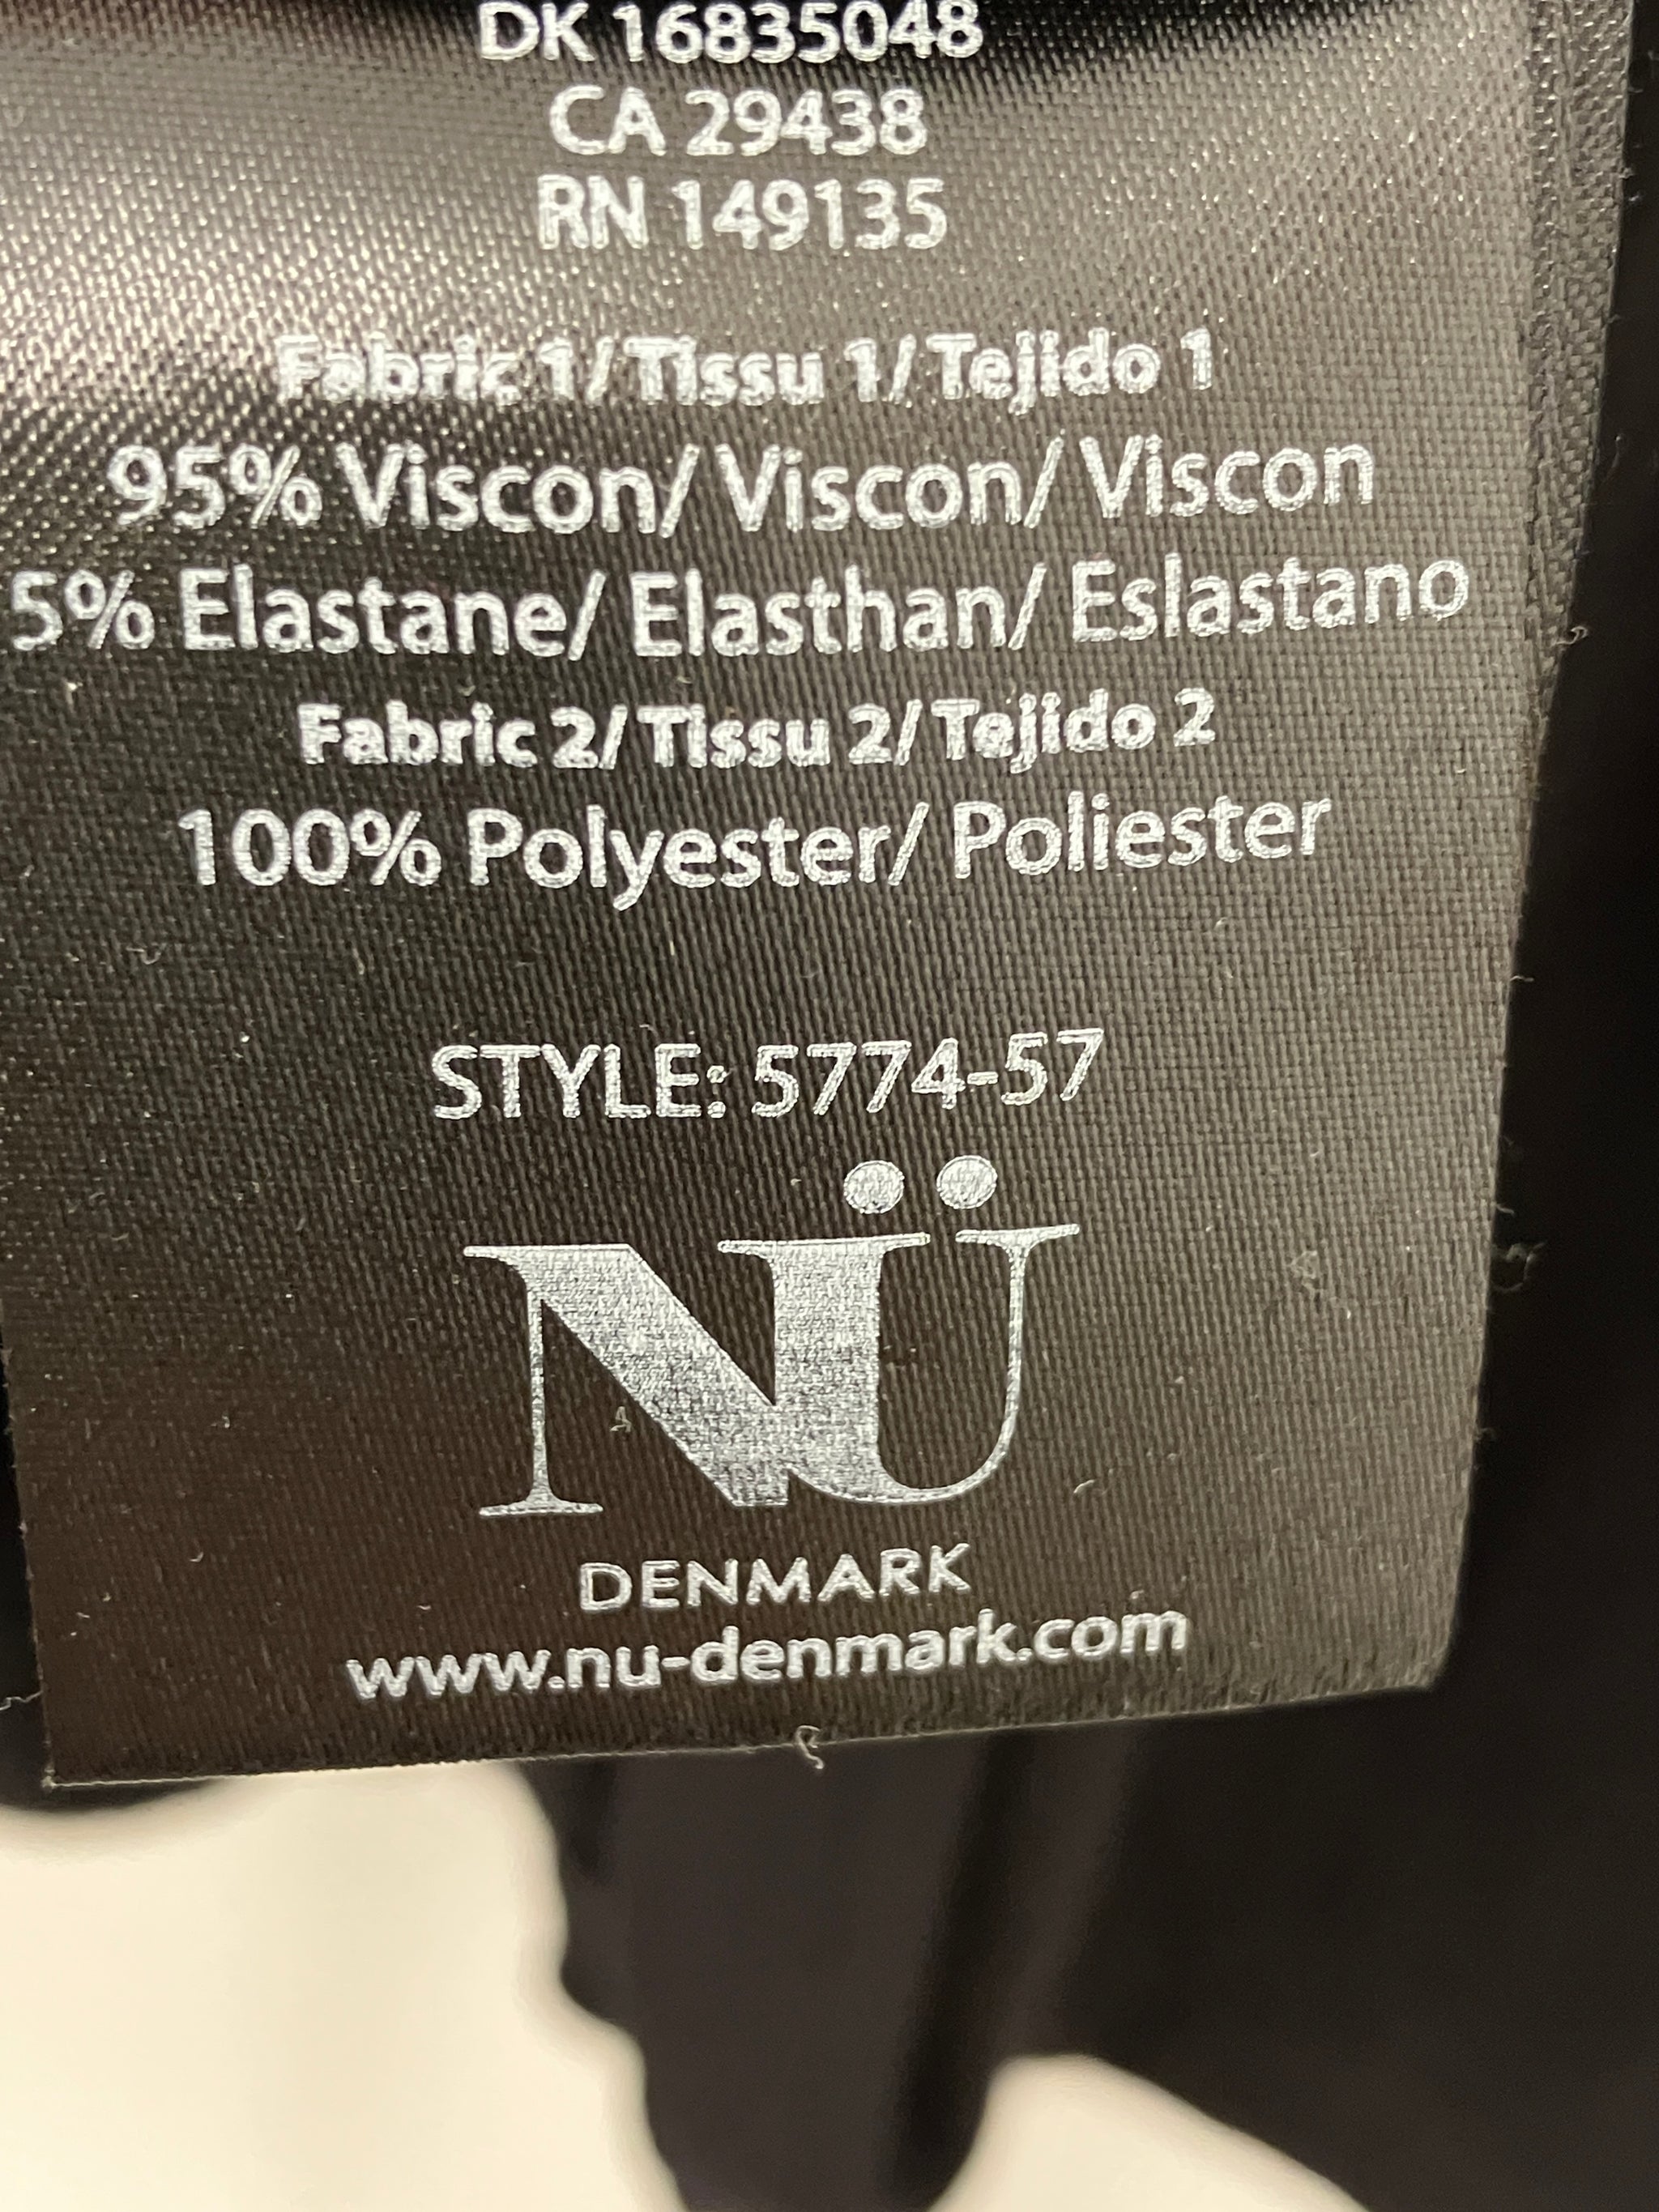 DK 16835048
CA 29438
RN 149135
Fabric 1/ Tissu 1/ Tejido 1
95% Viscon/ Viscon/ Viscon
5% Elastane/ Elasthan/ Eslastano
Fabric 2/ Tissu 2/ Tejido 2
100% Polyester/ Poliester
STYLE: 5774-57
NÜ
DENMARK
www.nu-denmark.com